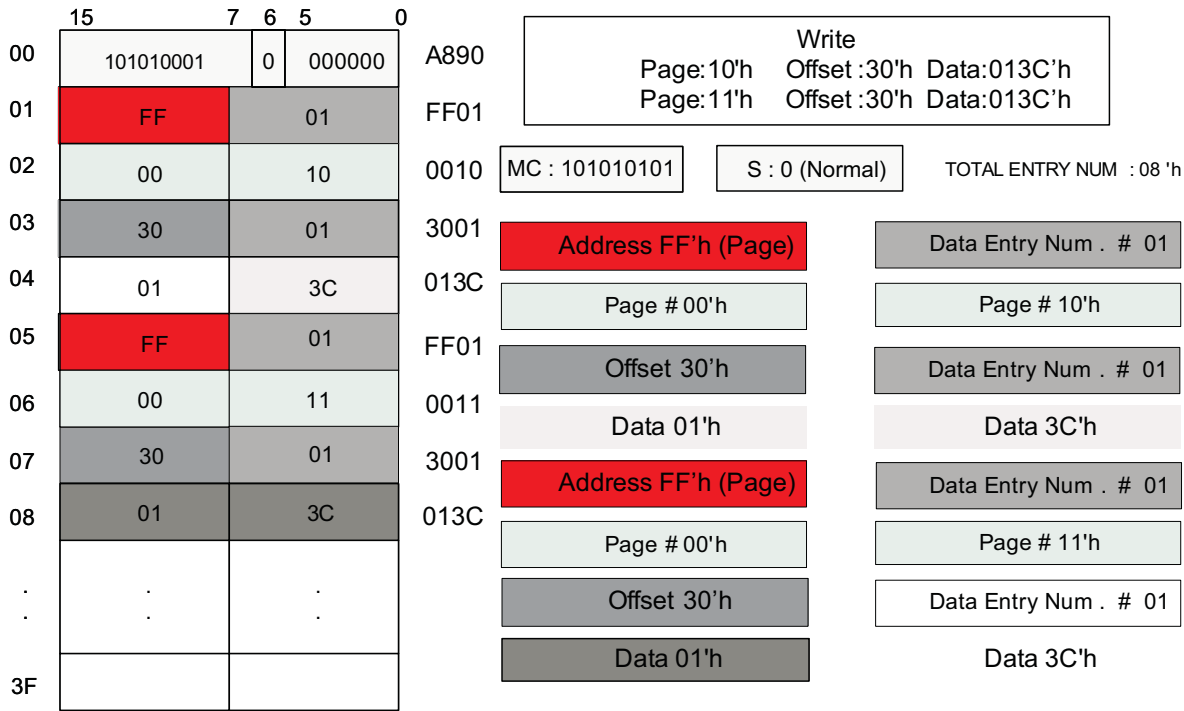 15 7 6 5 0
00 101010001 0 000000 A890
01 FF 01 FF01
02 00 10 0010
03 30 01 3001
04 01 3C 013C
05 FF 01 FF01
06 00 11 0011
07 30 01 3001
08 01 3C 013C
. . .
. . .
3F
Write
Page:10'h Offset :30'h Data:013C’h
Page:11'h Offset :30'h Data:013C’h
MC : 101010101 S : 0 (Normal) TOTAL ENTRY NUM : 08 'h
Address FF’h (Page) Data Entry Num . # 01
Page # 00'h Page # 10'h
Offset 30’h Data Entry Num . # 01
Data 01'h Data 3C'h
Address FF’h (Page) Data Entry Num . # 01
Page # 00'h Page # 11'h
Offset 30’h Data Entry Num . # 01
Data 01'h Data 3C'h